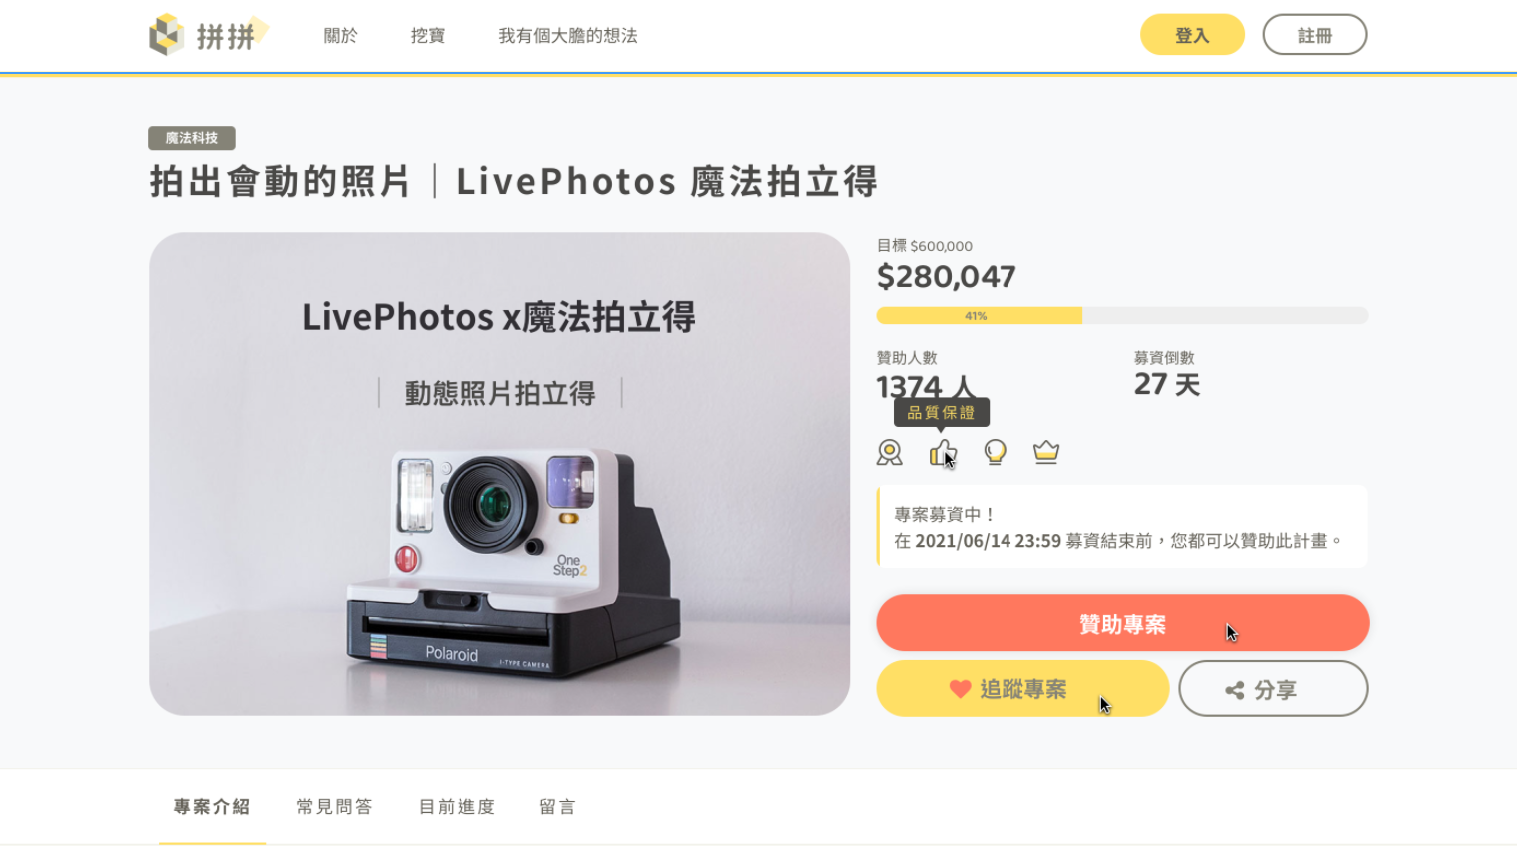 拼拼
關於
挖寶
我有個大膽的想法
登入
註冊
魔法科技
拍出會動的照片｜LivePhotos 魔法拍立得
LivePhotos x魔法拍立得
｜ 動態照片拍立得 ｜
One
Step2
Polaroid
I-TYPE CAMERA
目標 $600,000
$280,047
41%
贊助人數
1374 人
募資倒數
27 天
品質保證
專案募資中！
在 2021/06/14 23:59 募資結束前，您都可以贊助此計畫。
贊助專案
追蹤專案
分享
專案介紹
常見問答
目前進度
留言